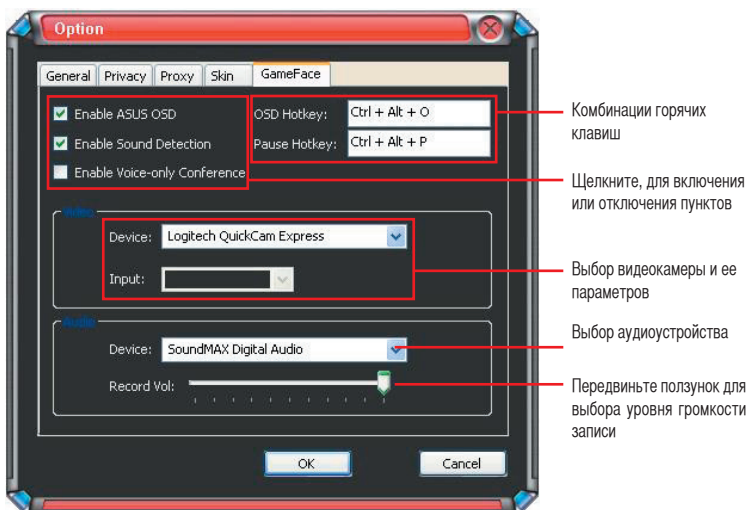 Option
General Privacy Proxy Skin GameFace
Enable ASUS OSD
OSD Hotkey: Ctrl + Alt + O
Enable Sound Detection
Pause Hotkey: Ctrl + Alt + P
Enable Voice-only Conference
Video
Device: Logitech QuickCam Express
Input:
Audio
Device: SoundMAX Digital Audio
Record Vol:
OK Cancel
Комбинации горячих
клавиш
Щелкните, для включения
или отключения пунктов
Выбор видеокамеры и ее
параметров
Выбор аудиоустройства
Передвиньте ползунок для
выбора уровня громкости
записи